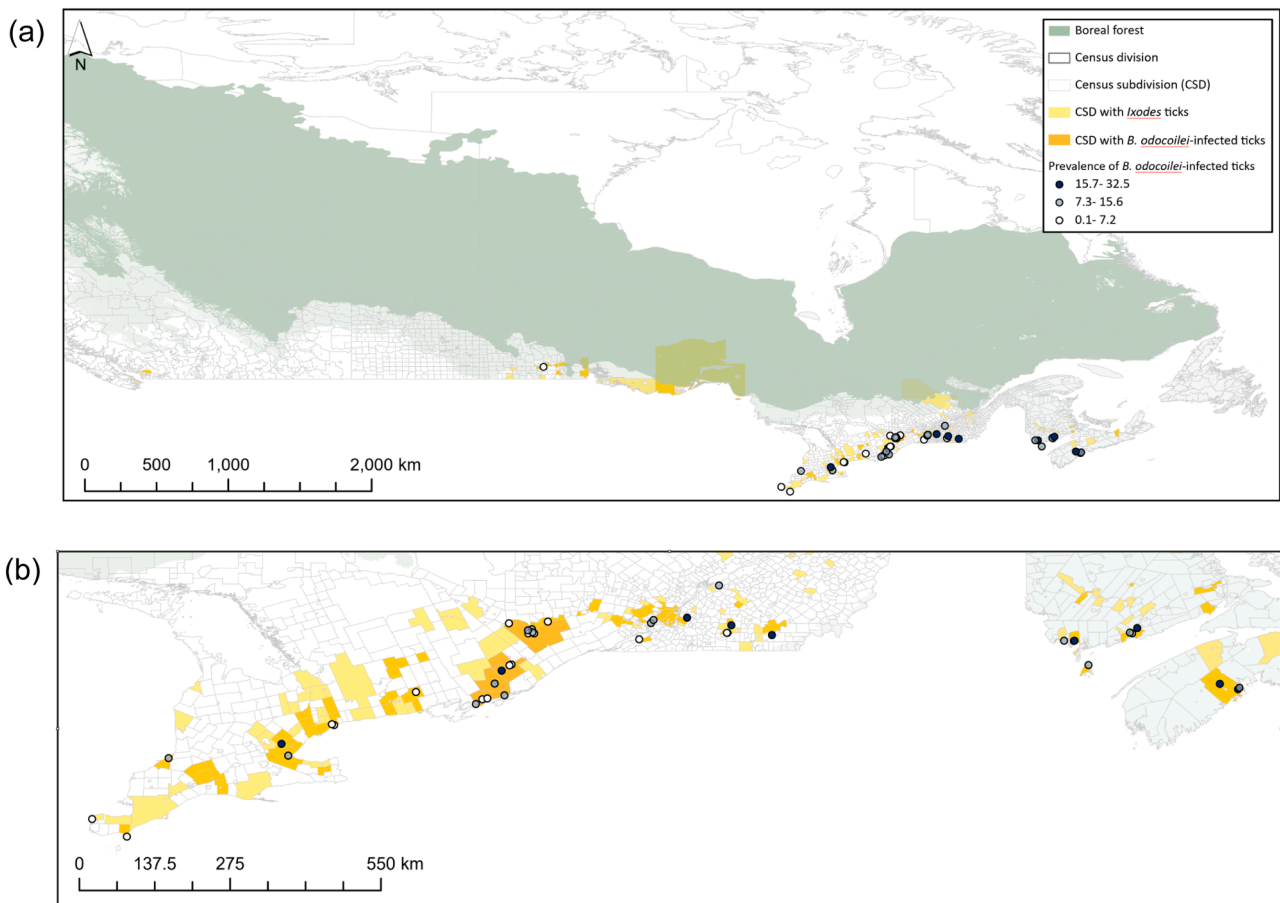 (a)
N
Boreal forest
Census division
Census subdivision (CSD)
CSD with Ixodes ticks
CSD with B. odocoilei-infected ticks
Prevalence of B. odocoilei-infected ticks
15.7- 32.5
7.3- 15.6
0.1- 7.2
0 500 1,000 2,000 km
(b)
0 137.5 275 550 km